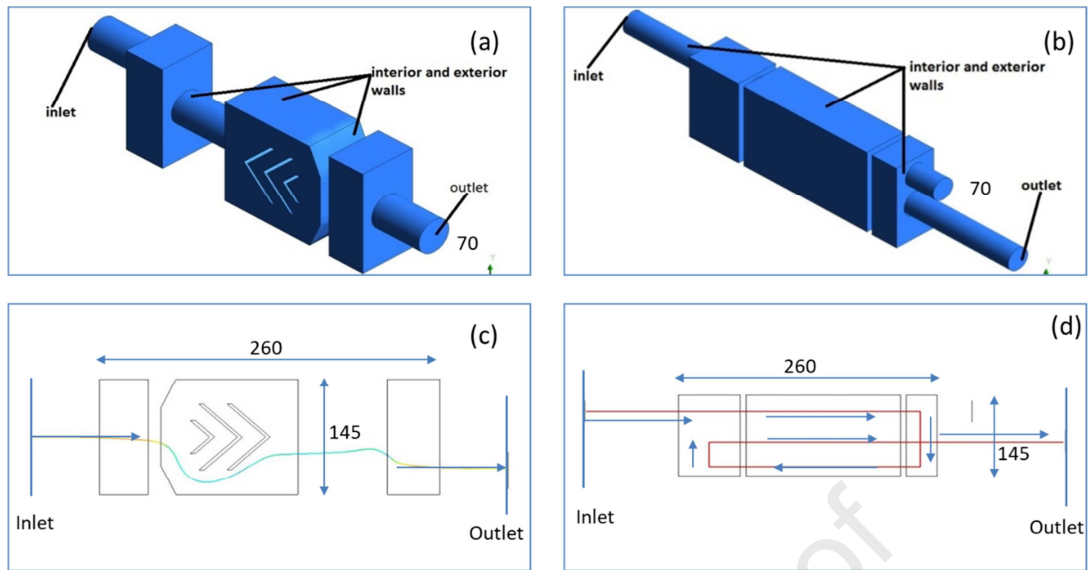 (a)
interior and exterior
walls
inlet
outlet
70
Y
(b)
interior and exterior
walls
inlet
70
outlet
Y
(c)
260
145
Inlet
Outlet
(d)
260
145
Inlet
Outlet
of